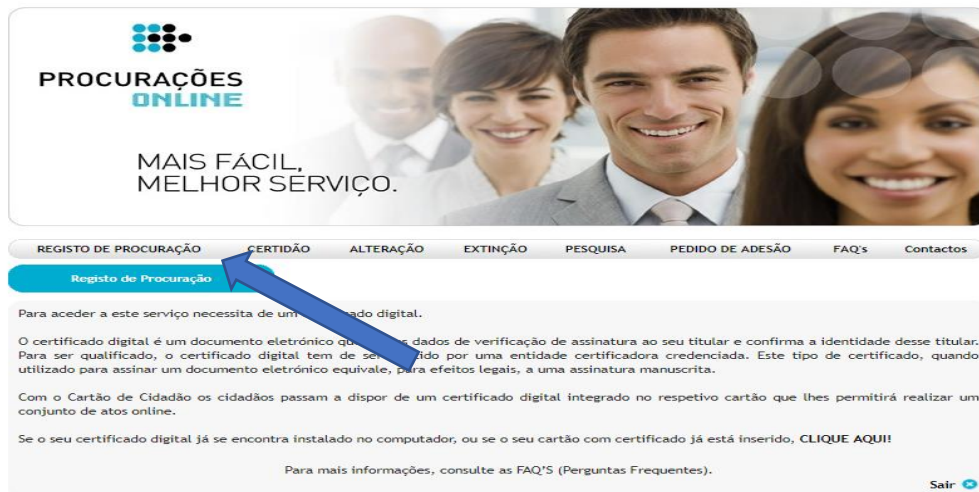 PROCURAÇÕES
ONLINE
MAIS FÁCIL,
MELHOR SERVIÇO.
REGISTO DE PROCURAÇÃO CERTIDÃO ALTERAÇÃO EXTINÇÃO PESQUISA PEDIDO DE ADESÃO FAQ's Contactos
Registo de Procuração
Para aceder a este serviço necessita de um digital.
O certificado digital é um documento eletrónico dados de verificação de assinatura ao seu titular e confirma a identidade desse titular.
Para ser qualificado, o certificado digital tem de ser por uma entidade certificadora credenciada. Este tipo de certificado, quando
utilizado para assinar um documento eletrónico equivale, para efeitos legais, a uma assinatura manuscrita.
Com o Cartão de Cidadão os cidadãos passam a dispor de um certificado digital integrado no respetivo cartão que lhes permitirá realizar um
conjunto de atos online.
Se o seu certificado digital já se encontra instalado no computador, ou se o seu cartão com certificado já está inserido, CLIQUE AQUI!
Para mais informações, consulte as FAQ'S (Perguntas Frequentes).
Sair